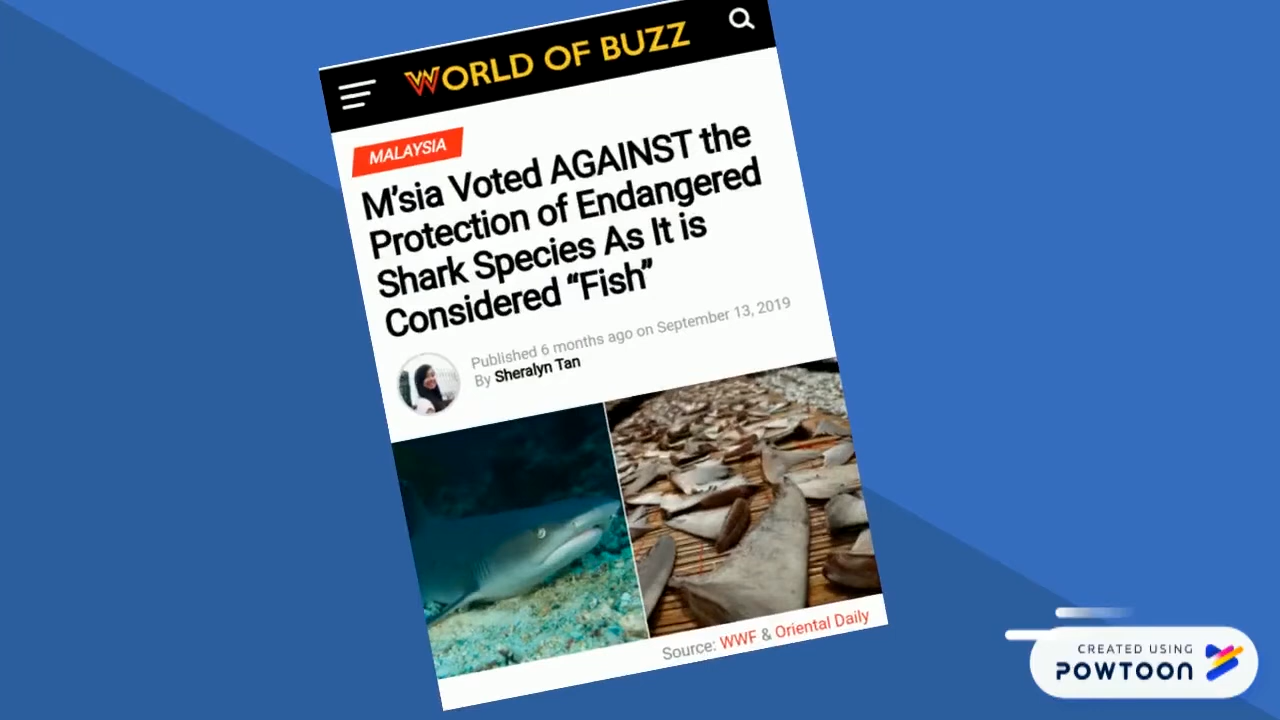 WORLD OF BUZZ
MALAYSIA
M'sia Voted AGAINST the
Protection of Endangered
Shark Species As It is
Considered “Fish”
Published 6 months ago on September 13, 2019
By Sheralyn Tan
Source: WWF & Oriental Daily
CREATED USING
POWTOON